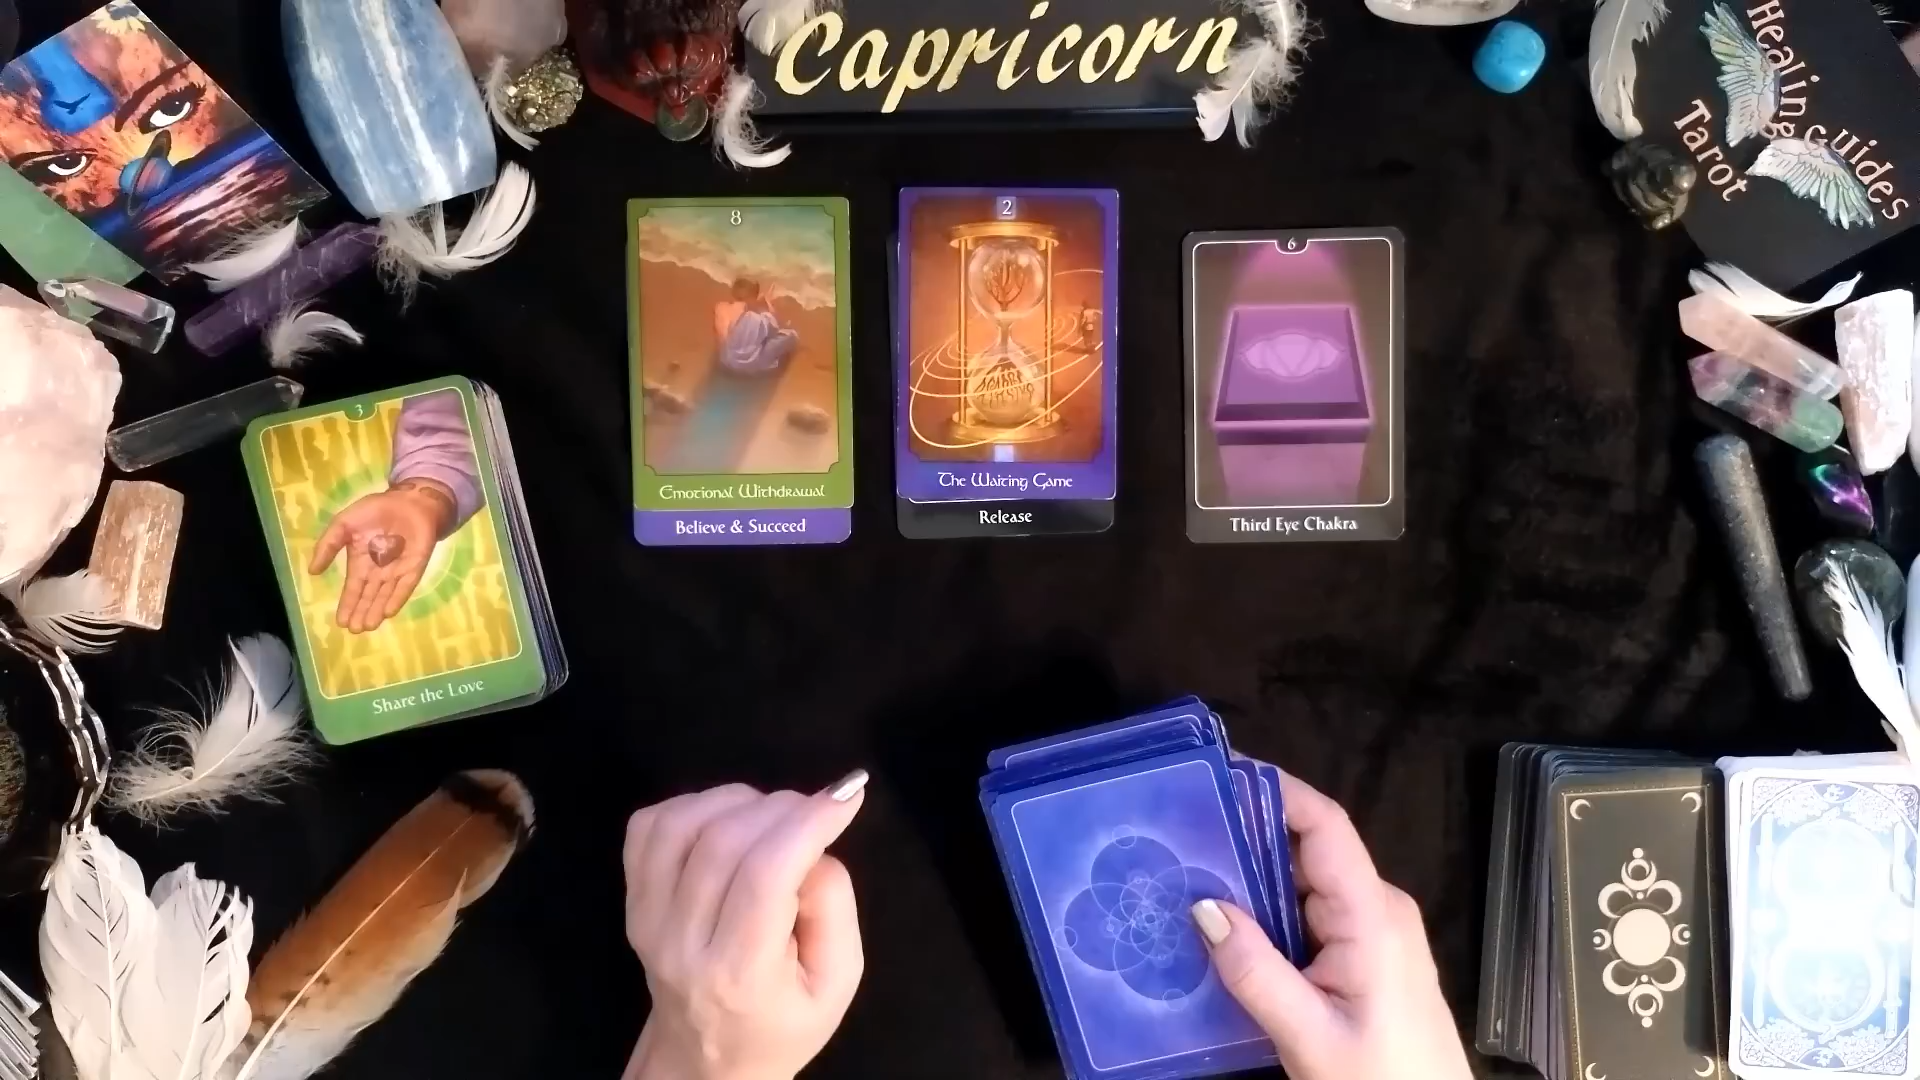 Capricorn
Healing Guides
Tarot
8
Emotional Withdrawal
Believe & Succeed
2
The Waiting Game
Release
6
Third Eye Chakra
3
Share the Love